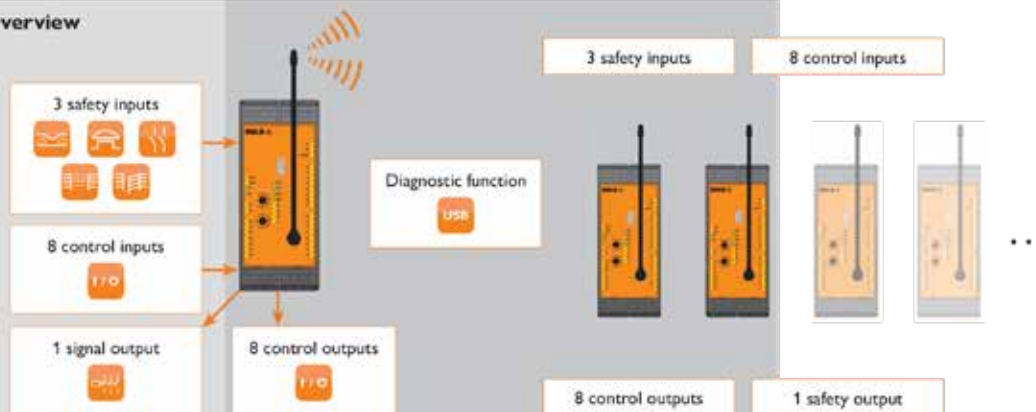 verview
3 safety inputs
8 control inputs
3 safety inputs
Diagnostic function
USB
8 control inputs
I/O
1 signal output
8 control outputs
I/O
8 control outputs
1 safety output